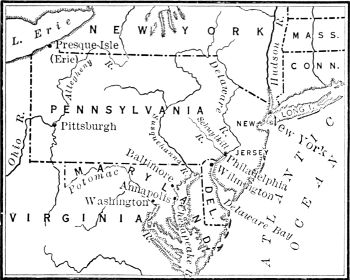 NEW YORK
L. Erie
Presque-Isle
(Erie)
MASS.
CONN.
Hudson R.
Allegheny R.
Delaware R.
LONG I.
PENNSYLVANIA
Susquehanna R.
Schuylkill R.
NEW
JERSEY
New York
Pittsburgh
Ohio R.
Philadelphia
Wilmington
Baltimore
MARYLAND
Potomac
Annapolis
Washington
DEL.
Delaware Bay
Chesapeake B.
VIRGINIA
ATLANTIC
OCEAN